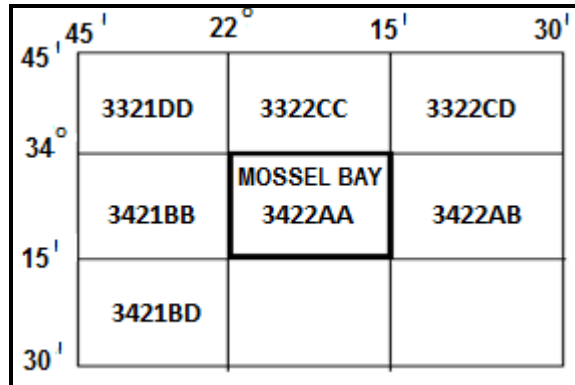 45' 22° 15' 30'
45'
3321DD 3322CC 3322CD
34°
MOSSEL BAY
3421BB 3422AA 3422AB
15'
3421BD
30'